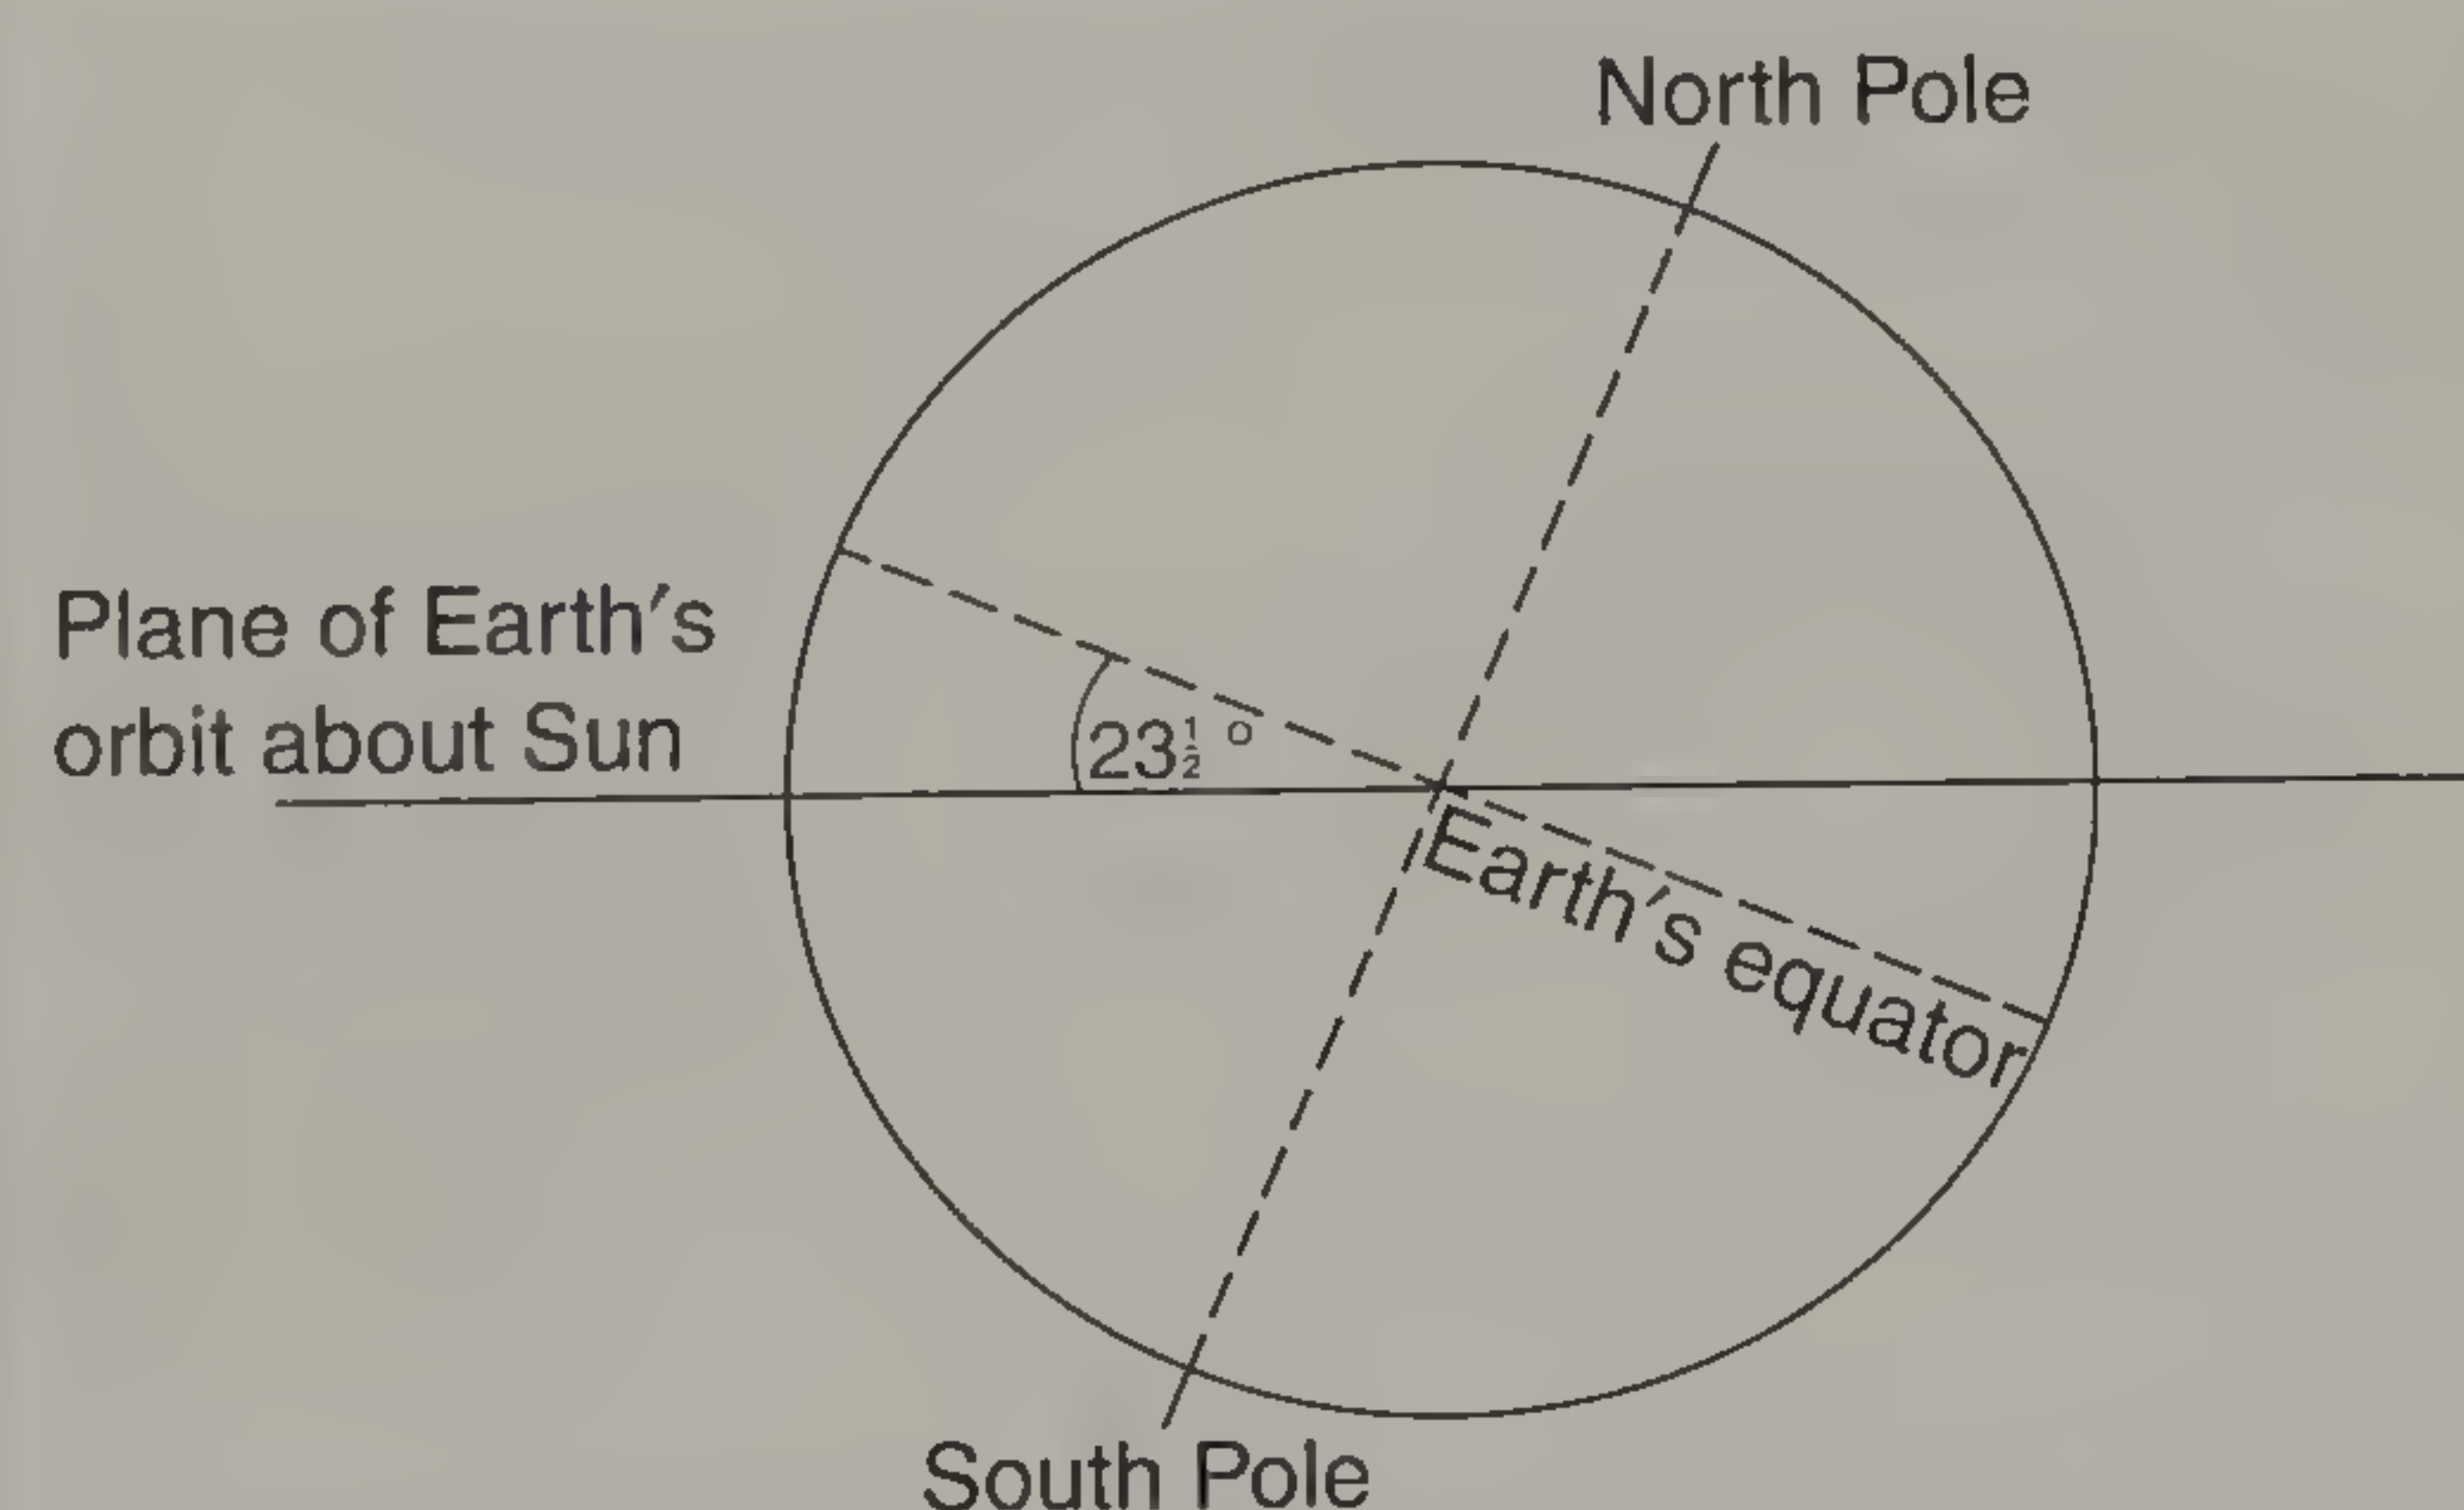 North Pole
Plane of Earth's
orbit about Sun
23½°
Earth's equator
South Pole